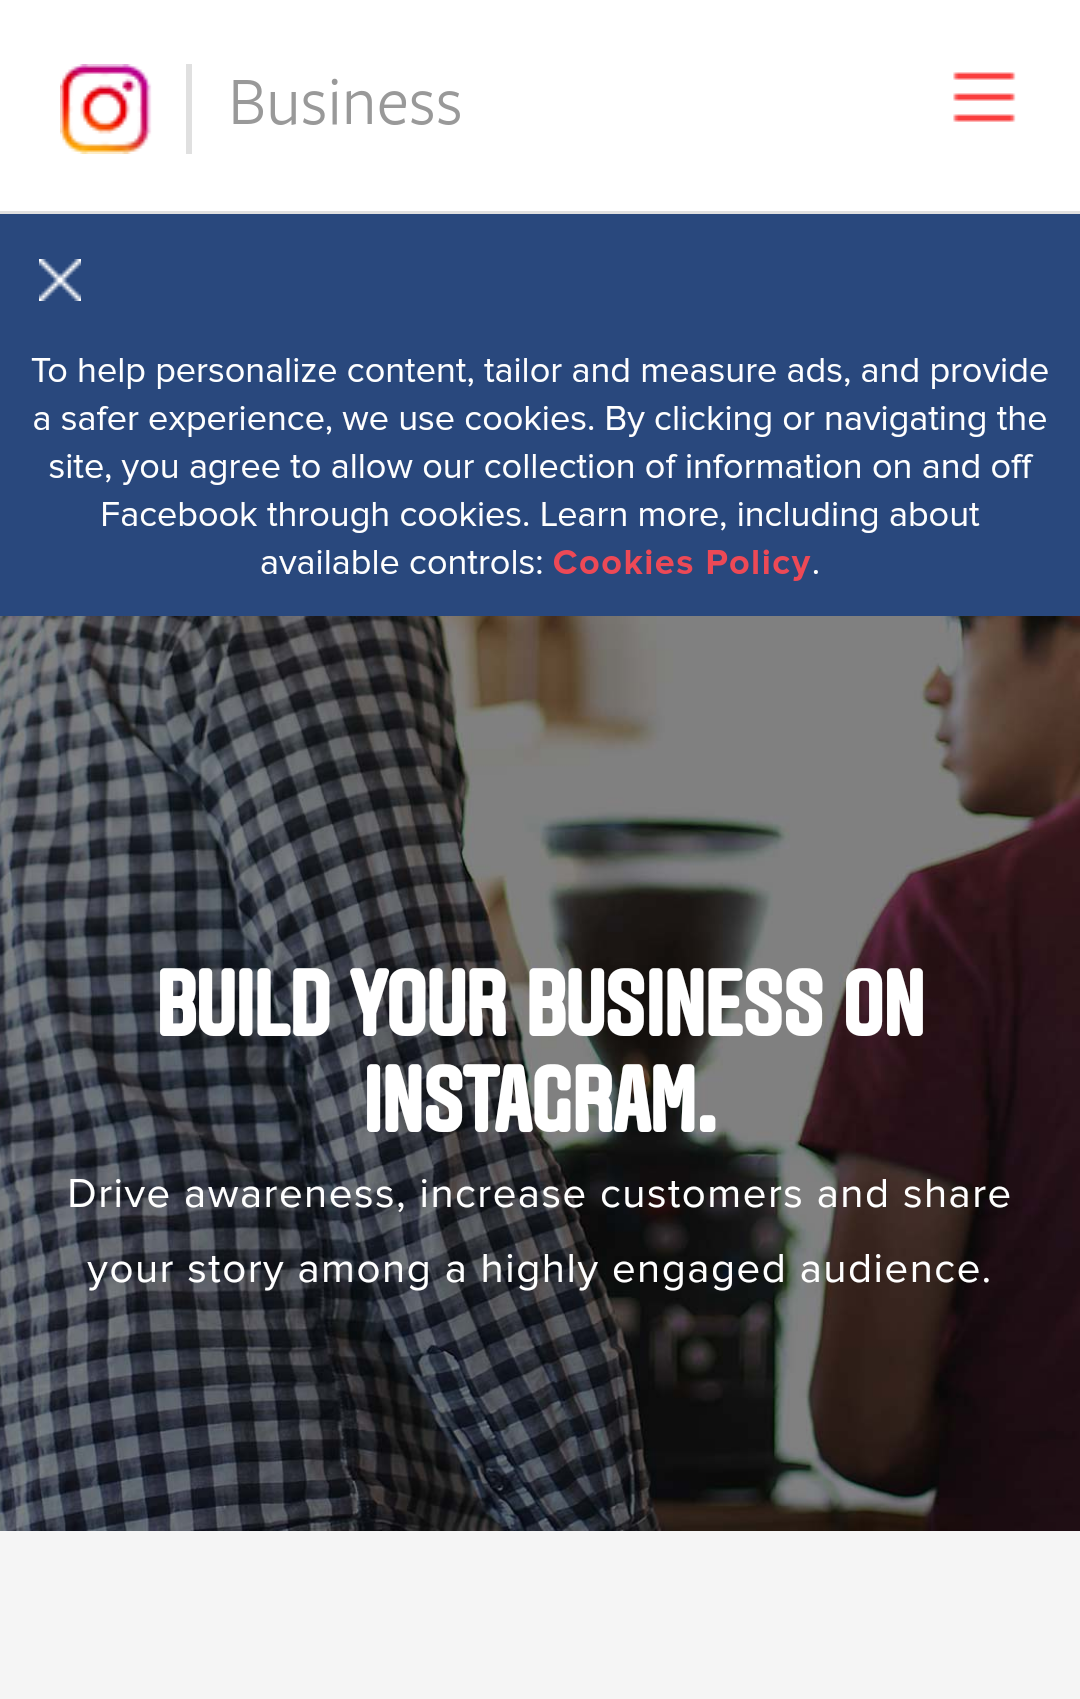 Business
To help personalize content, tailor and measure ads, and provide
a safer experience, we use cookies. By clicking or navigating the
site, you agree to allow our collection of information on and off
Facebook through cookies. Learn more, including about
available controls: Cookies Policy.
BUILD YOUR BUSINESS ON
INSTAGRAM.
Drive awareness, increase customers and share
your story among a highly engaged audience.